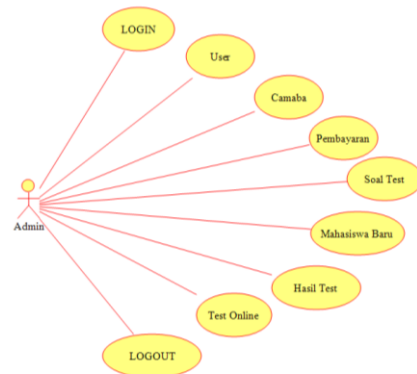 LOGIN
User
Camaba
Pembayaran
Soal Test
Admin
Mahasiswa Baru
Hasil Test
Test Online
LOGOUT